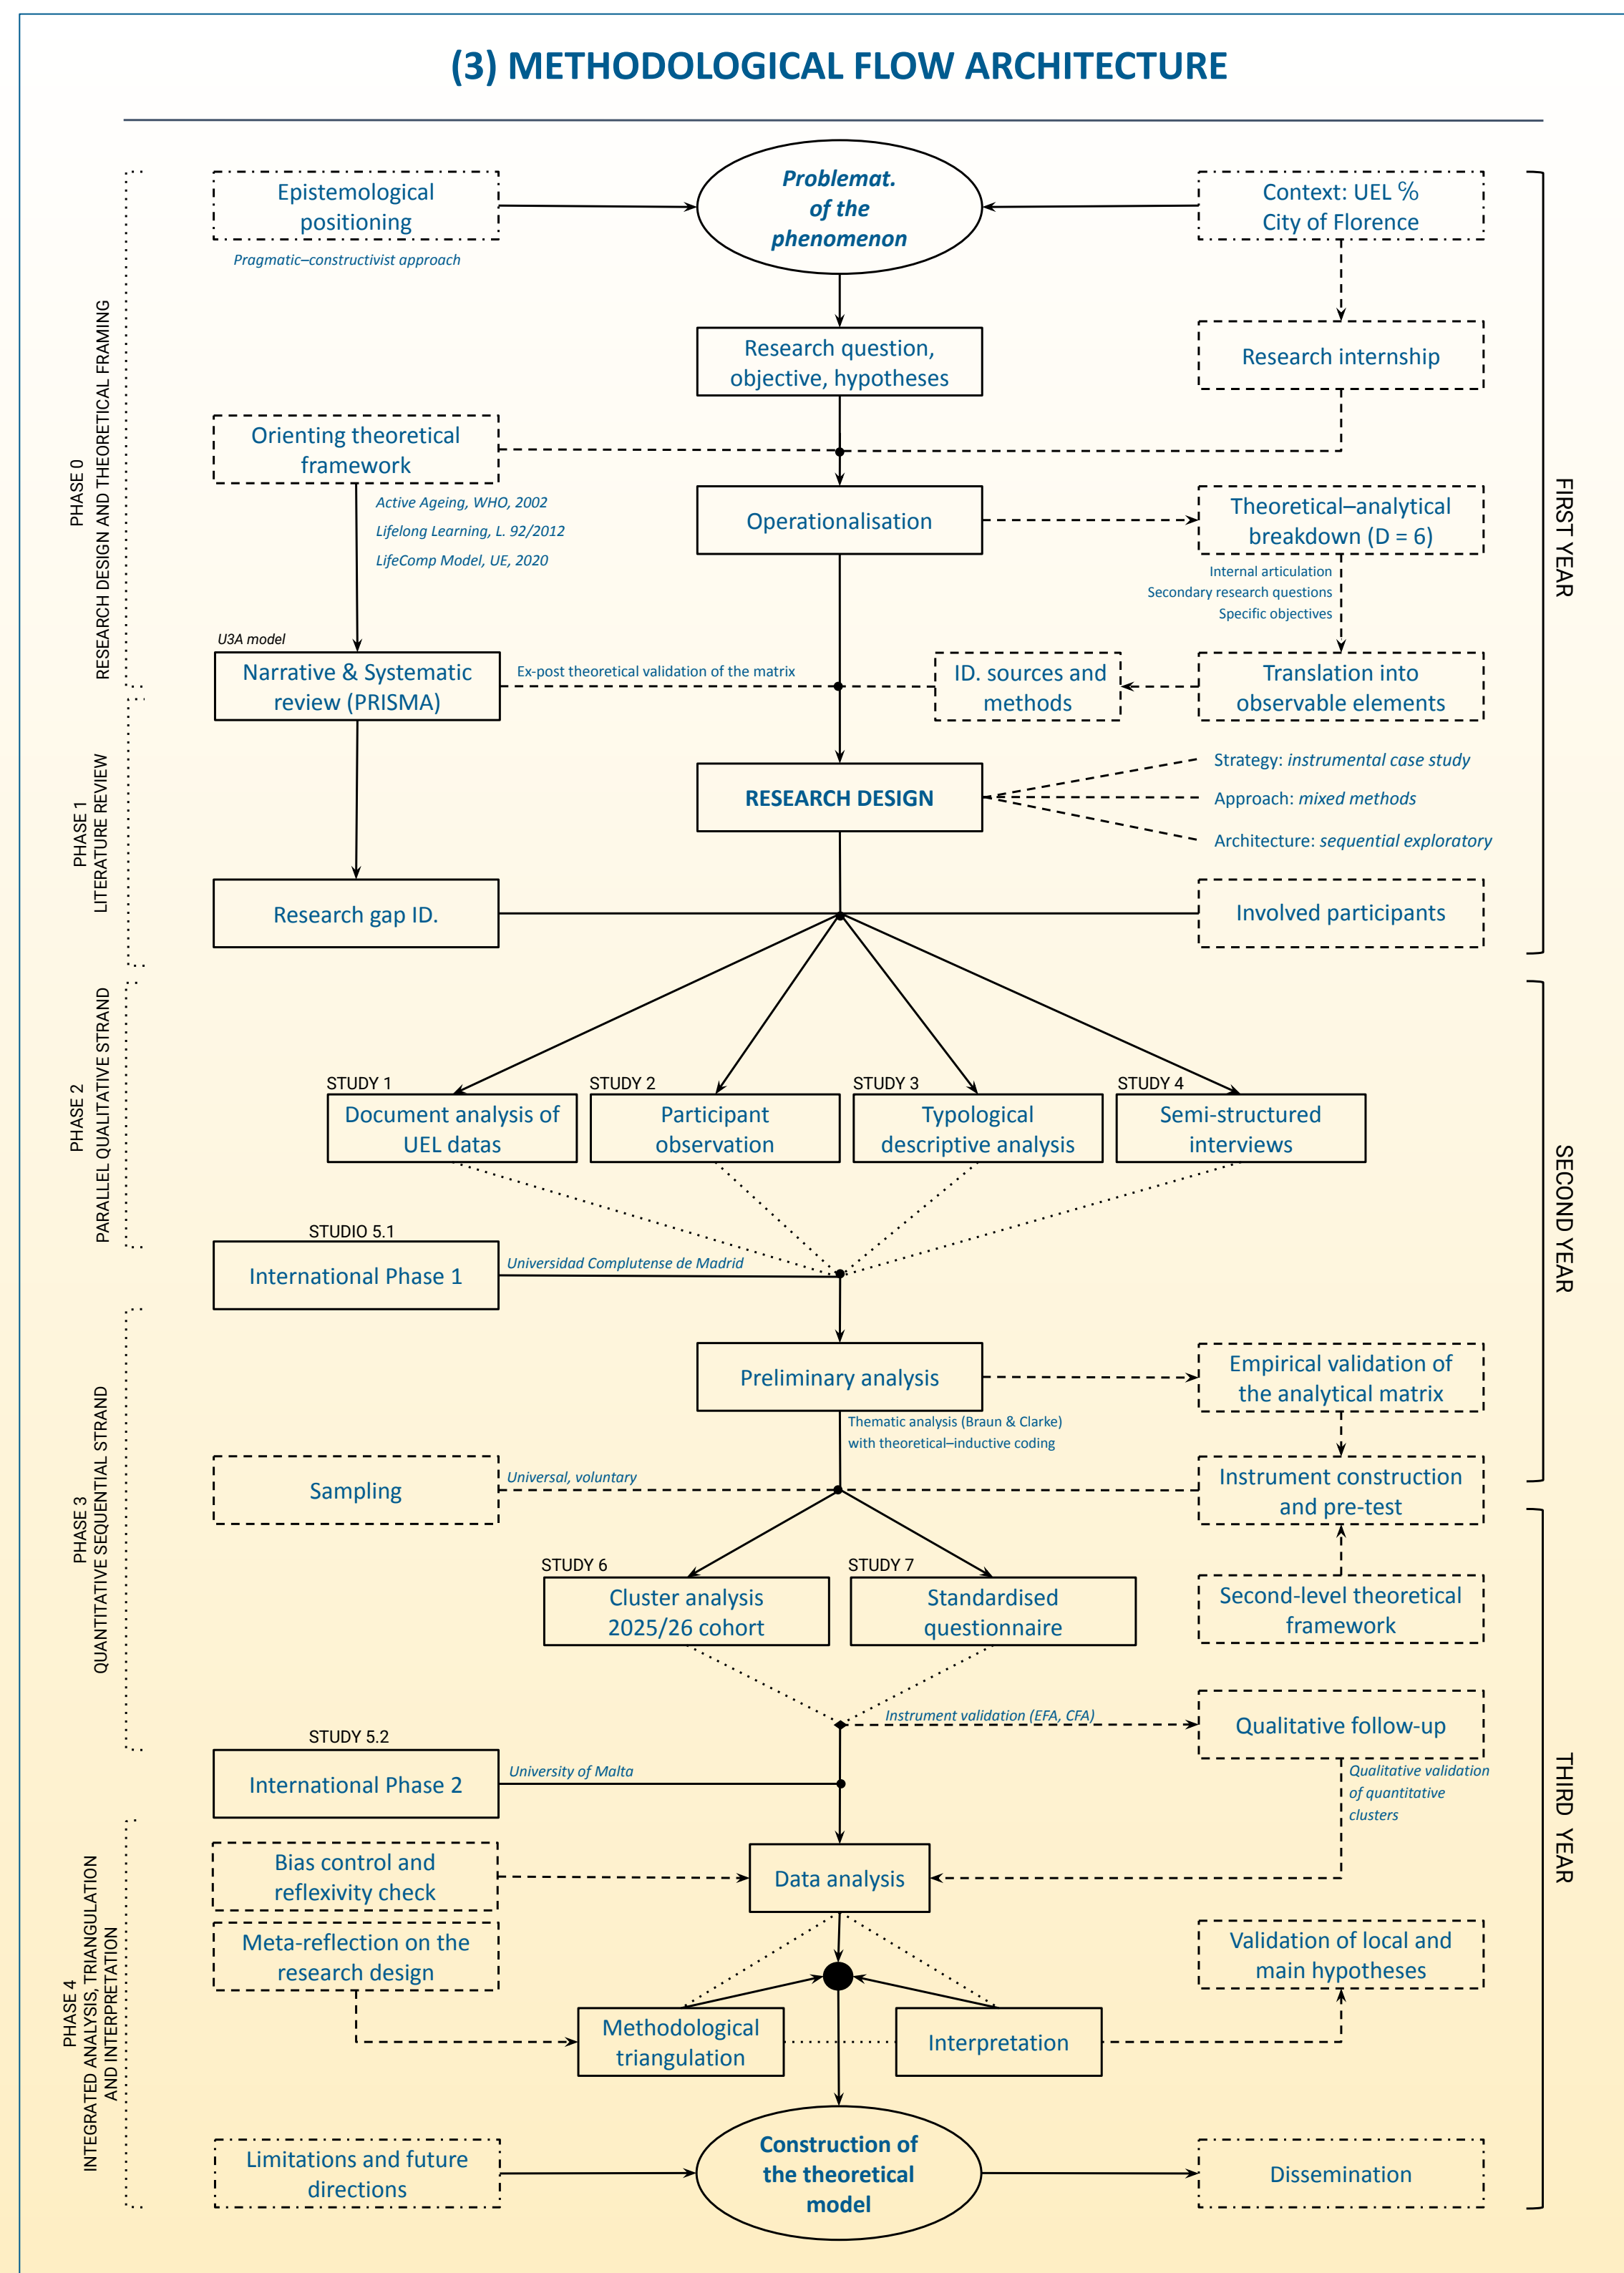 (3) METHODOLOGICAL FLOW ARCHITECTURE
Epistemological
positioning
Pragmatic–constructivist approach
Problemat.
of the
phenomenon
Context: UEL ℅
City of Florence
Research question,
objective, hypotheses
Research internship
PHASE 0
RESEARCH DESIGN AND THEORETICAL FRAMING
FIRST YEAR
Orienting theoretical
framework
Active Ageing, WHO, 2002
Lifelong Learning, L. 92/2012
LifeComp Model, UE, 2020
Operationalisation
Theoretical–analytical
breakdown (D = 6)
Internal articulation
Secondary research questions
Specific objectives
U3A model
Narrative & Systematic
review (PRISMA)
Ex-post theoretical validation of the matrix
ID. sources and
methods
Translation into
observable elements
PHASE 1
LITERATURE REVIEW
RESEARCH DESIGN
Strategy: instrumental case study
Approach: mixed methods
Architecture: sequential exploratory
Research gap ID.
Involved participants
PHASE 2
PARALLEL QUALITATIVE STRAND
SECOND YEAR
STUDY 1
Document analysis of
UEL datas
STUDY 2
Participant
observation
STUDY 3
Typological
descriptive analysis
STUDY 4
Semi-structured
interviews
STUDIO 5.1
International Phase 1
Universidad Complutense de Madrid
Preliminary analysis
Thematic analysis (Braun & Clarke)
with theoretical–inductive coding
Empirical validation of
the analytical matrix
PHASE 3
QUANTITATIVE SEQUENTIAL STRAND
Sampling
Universal, voluntary
Instrument construction
and pre-test
STUDY 6
Cluster analysis
2025/26 cohort
STUDY 7
Standardised
questionnaire
Second-level theoretical
framework
Instrument validation (EFA, CFA)
Qualitative follow-up
Qualitative validation
of quantitative
clusters
STUDY 5.2
International Phase 2
University of Malta
THIRD YEAR
PHASE 4
INTEGRATED ANALYSIS, TRIANGULATION
AND INTERPRETATION
Bias control and
reflexivity check
Data analysis
Meta-reflection on the
research design
Validation of local and
main hypotheses
Methodological
triangulation
Interpretation
Limitations and future
directions
Construction of
the theoretical
model
Dissemination